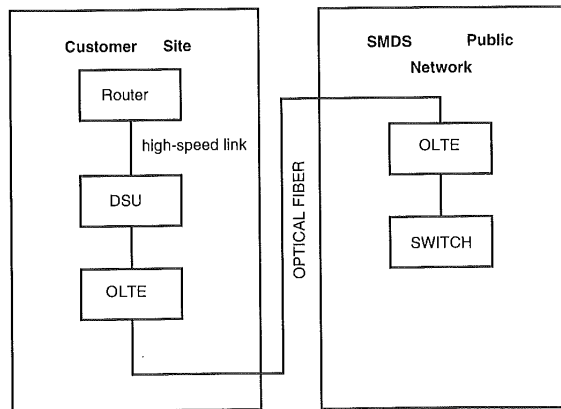 Customer Site
Router
high-speed link
DSU
OLTE
OPTICAL FIBER
SMDS Public
Network
OLTE
SWITCH